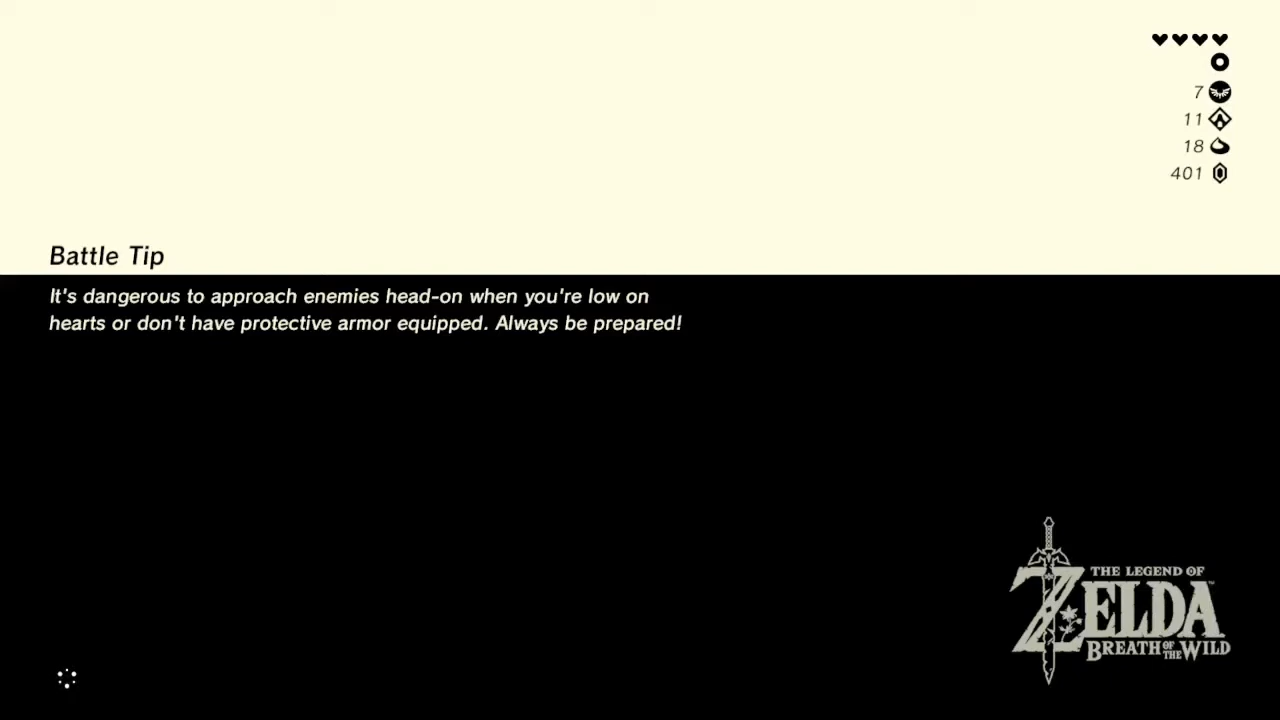 7
11
18
401
Battle Tip
It's dangerous to approach enemies head-on when you're low on
hearts or don't have protective armor equipped. Always be prepared!
THE LEGEND OF
ZELDA
BREATH OF THE WILD